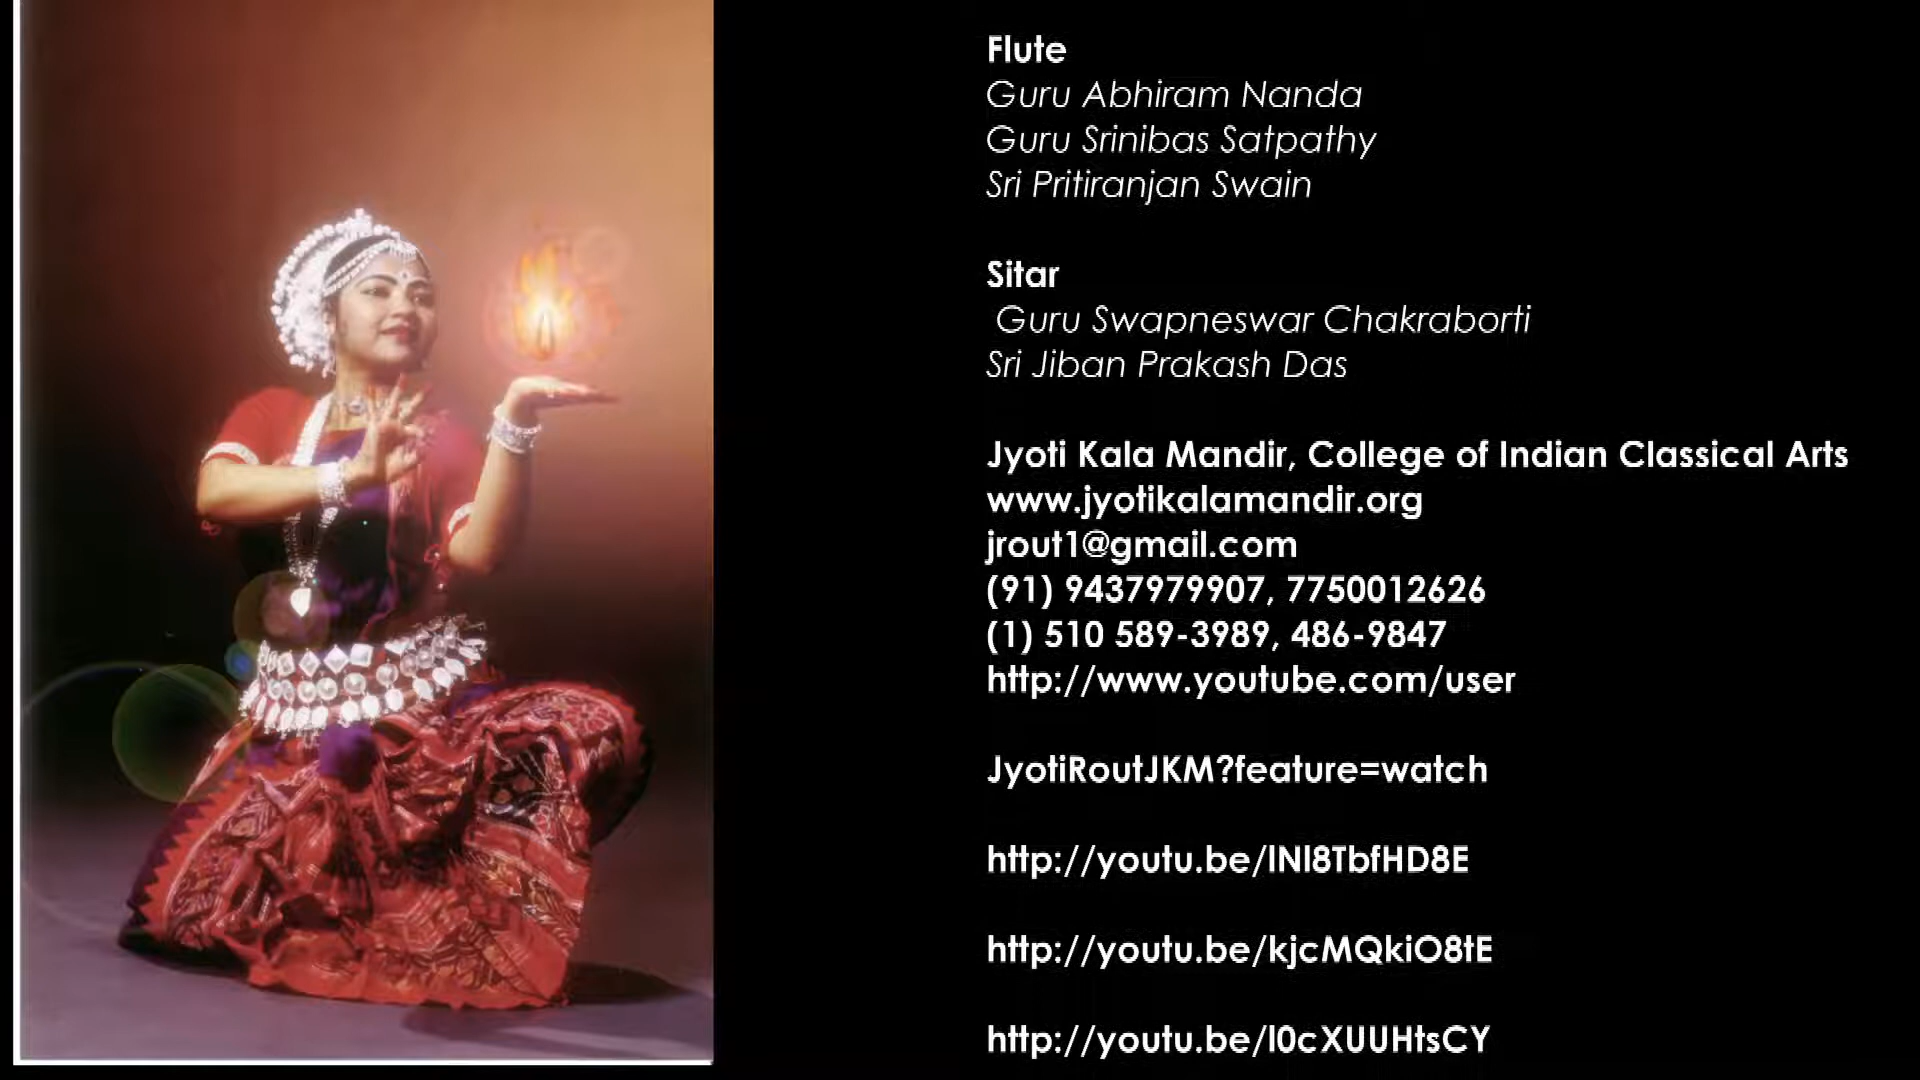 Flute
Guru Abhiram Nanda
Guru Srinibas Satpathy
Sri Pritiranjan Swain
Sitar
Guru Swapneswar Chakraborti
Sri Jiban Prakash Das
Jyoti Kala Mandir, College of Indian Classical Arts
www.jyotikalamandir.org
jrout1@gmail.com
(91) 9437979907, 7750012626
(1) 510 589-3989, 486-9847
http://www.youtube.com/user
JyotiRoutJKM?feature=watch
http://youtu.be/lNl8TbfHD8E
http://youtu.be/kjcMQkiO8tE
http://youtu.be/l0cXUUHtsCY